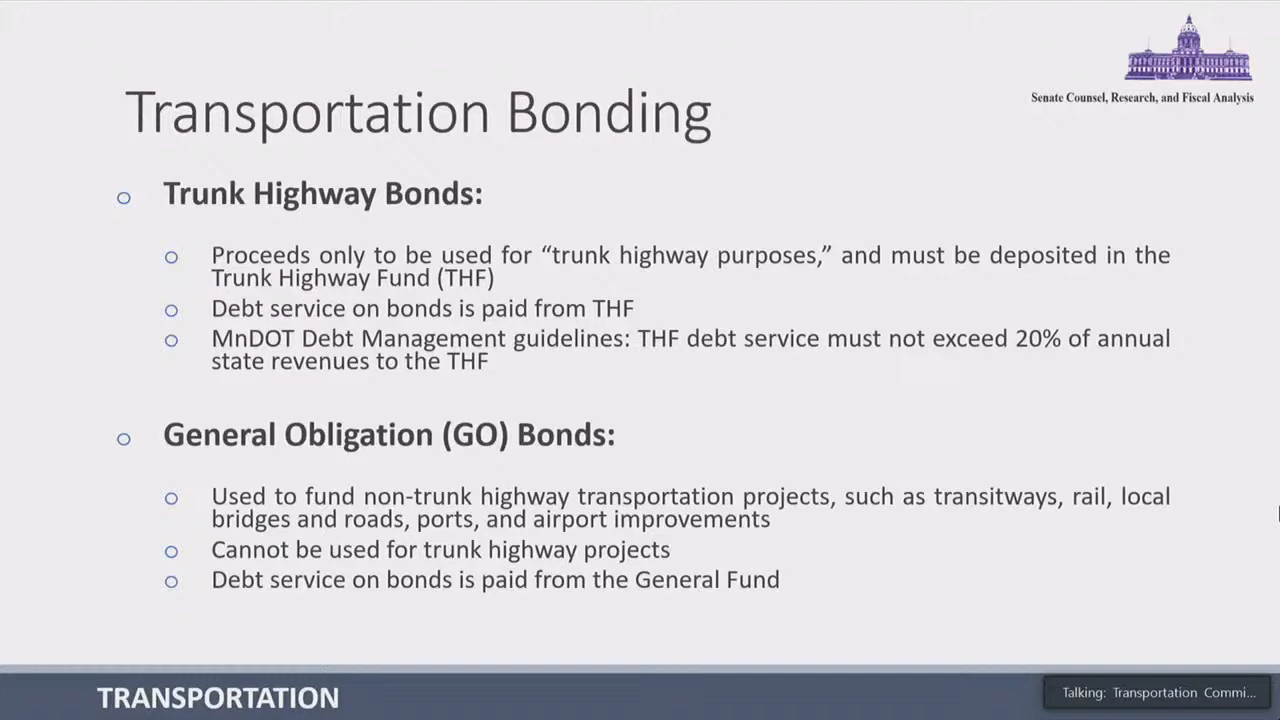 Senate Counsel, Research, and Fiscal Analysis
Transportation Bonding
Trunk Highway Bonds:
Proceeds only to be used for “trunk highway purposes,” and must be deposited in the
Trunk Highway Fund (THF)
Debt service on bonds is paid from THF
MnDOT Debt Management guidelines: THF debt service must not exceed 20% of annual
state revenues to the THF
General Obligation (GO) Bonds:
Used to fund non-trunk highway transportation projects, such as transitways, rail, local
bridges and roads, ports, and airport improvements
Cannot be used for trunk highway projects
Debt service on bonds is paid from the General Fund
TRANSPORTATION
Talking: Transportation Commi...